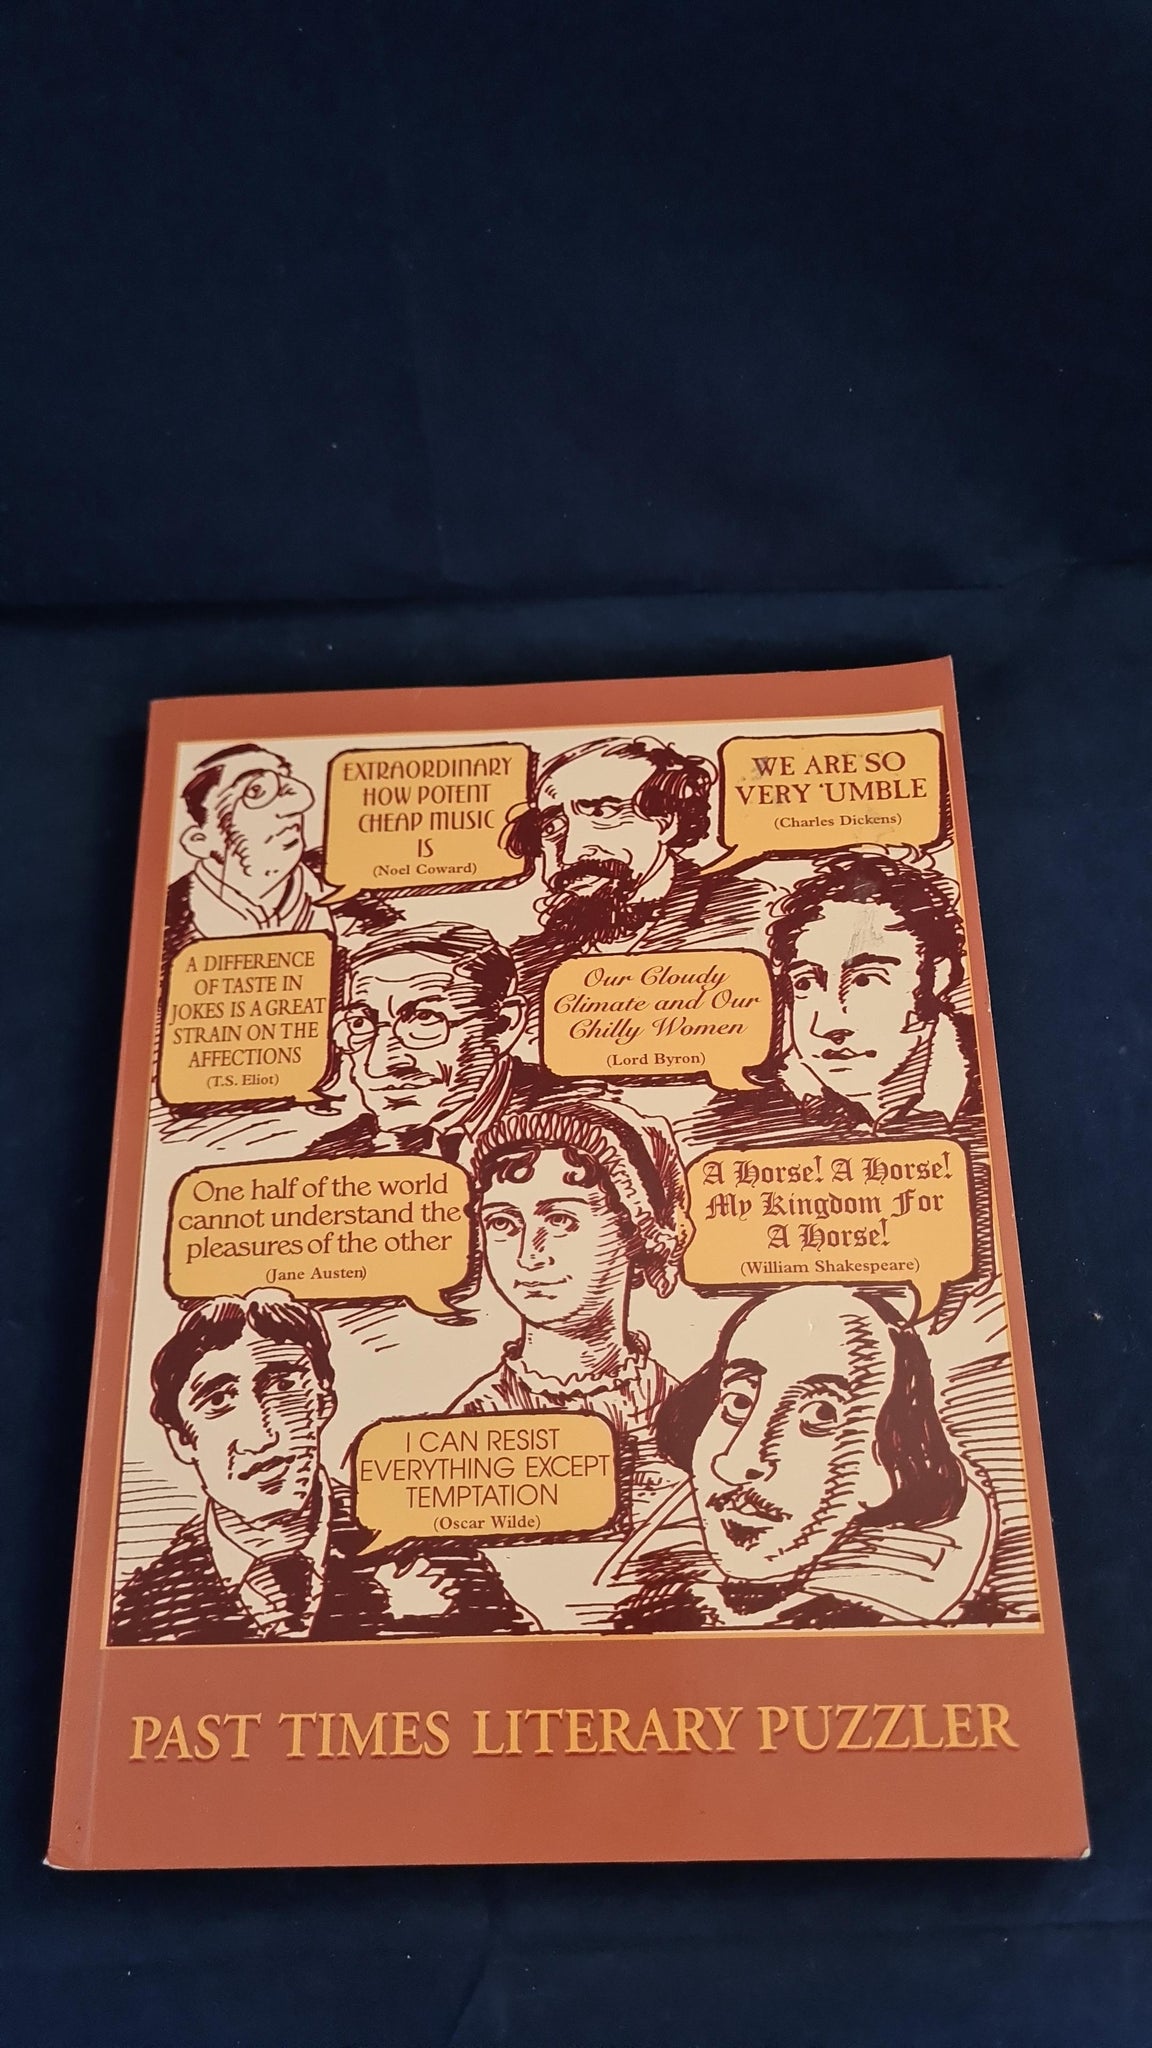 EXTRAORDINARY
HOW POTENT
CHEAP MUSIC
IS
(Noel Coward)
WE ARE SO
VERY 'UMBLE
(Charles Dickens)
A DIFFERENCE
OF TASTE IN
JOKES IS A GREAT
STRAIN ON THE
AFFECTIONS
(T.S. Eliot)
Our Cloudy
Climate and Our
Chilly Women
(Lord Byron)
One half of the world
cannot understand the
pleasures of the other
(Jane Austen)
A Horse! A Horse!
My Kingdom For
A Horse!
(William Shakespeare)
I CAN RESIST
EVERYTHING EXCEPT
TEMPTATION
(Oscar Wilde)
PAST TIMES LITERARY PUZZLER